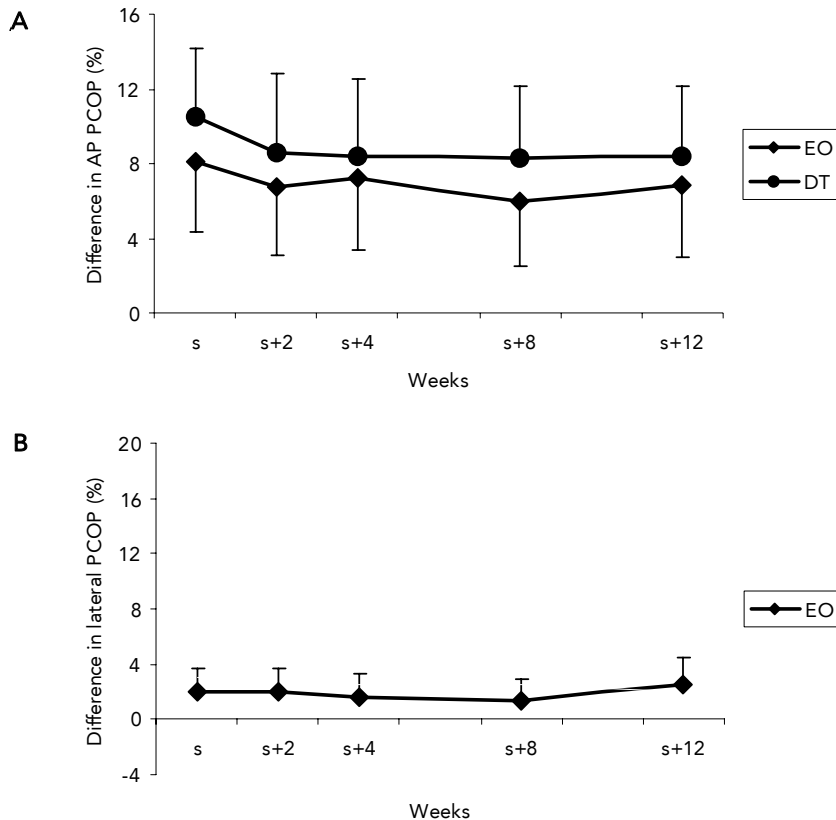 A
Difference in AP PCOP (%)
16
12
8
4
0
s s+2 s+4 s+8 s+12
Weeks
EO
DT
B
Difference in lateral PCOP (%)
20
16
12
8
4
0
-4
s s+2 s+4 s+8 s+12
Weeks
EO